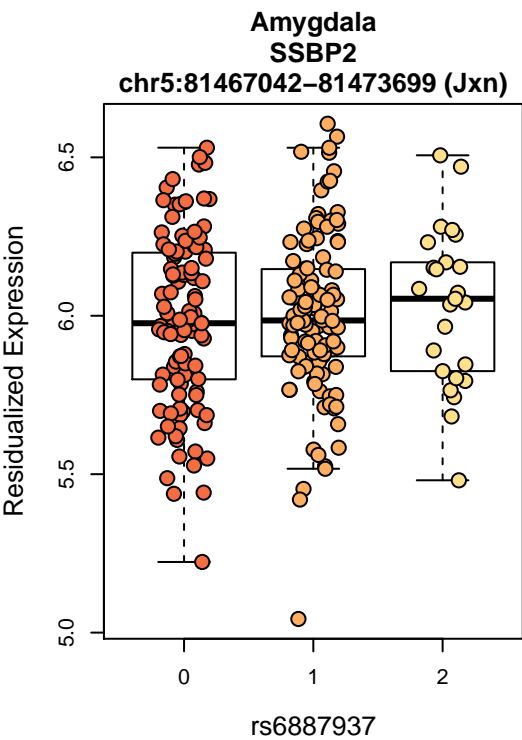 Amygdala
SSBP2
chr5:81467042−81473699 (Jxn)
Residualized Expression
6.5
6.0
5.5
5.0
0 1 2
rs6887937